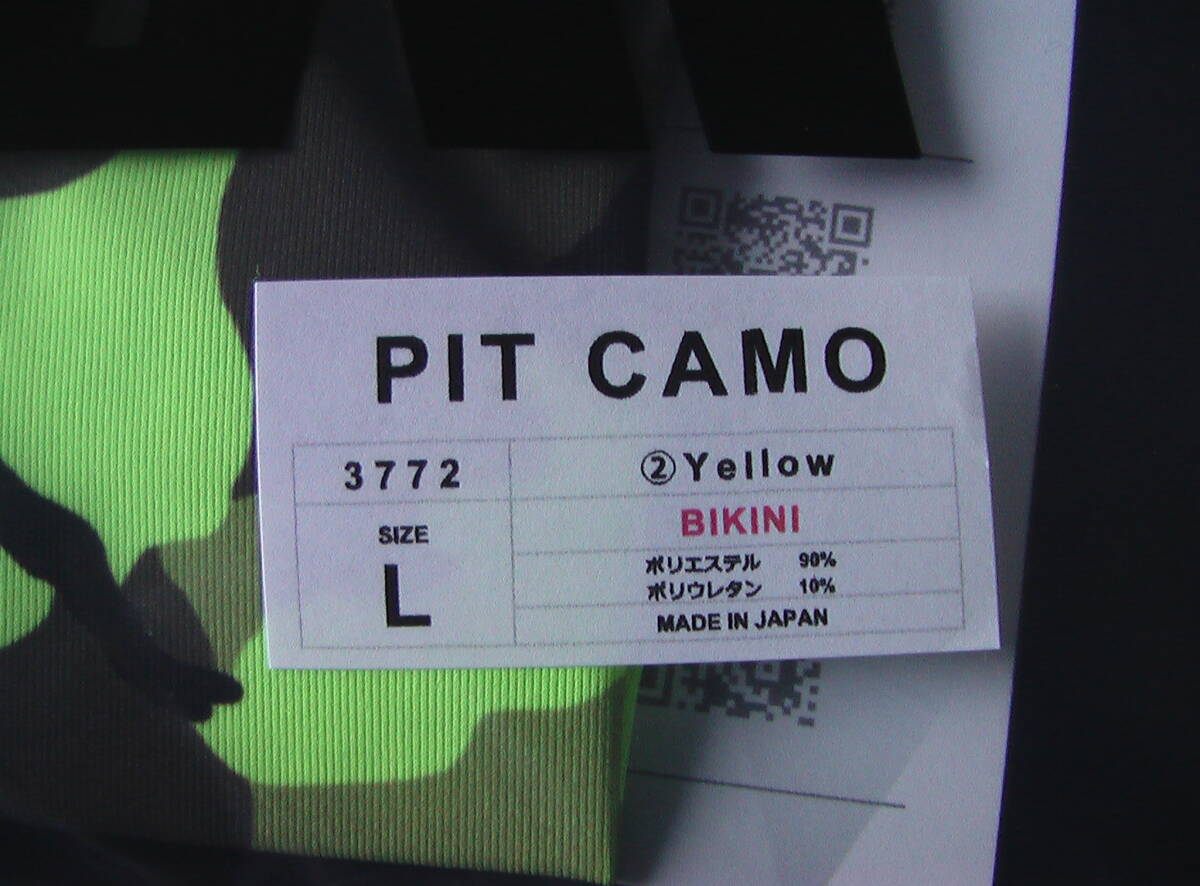 PIT CAMO
3772
②Yellow
SIZE
L
BIKINI
ポリエステル 90%
ポリウレタン 10%
MADE IN JAPAN